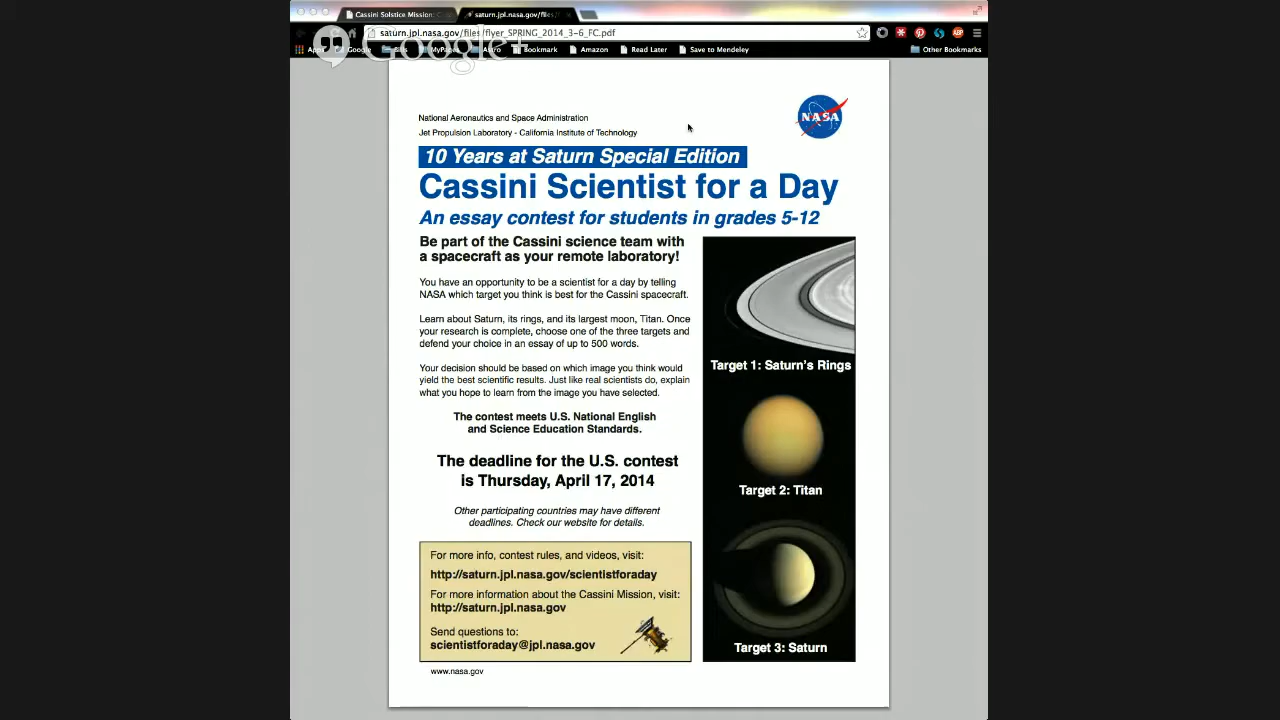 Cassini Solstice Mission: C
saturn.jpl.nasa.gov/files/
saturn.jpl.nasa.gov/files/flyer_SPRING_2014_3-6_FC.pdf
Google+
Google
Bookmark
Amazon
Read Later
Save to Mendeley
Other Bookmarks
National Aeronautics and Space Administration
Jet Propulsion Laboratory - California Institute of Technology
NASA
10 Years at Saturn Special Edition
Cassini Scientist for a Day
An essay contest for students in grades 5-12
Be part of the Cassini science team with
a spacecraft as your remote laboratory!
You have an opportunity to be a scientist for a day by telling
NASA which target you think is best for the Cassini spacecraft.
Learn about Saturn, its rings, and its largest moon, Titan. Once
your research is complete, choose one of the three targets and
defend your choice in an essay of up to 500 words.
Your decision should be based on which image you think would
yield the best scientific results. Just like real scientists do, explain
what you hope to learn from the image you have selected.
The contest meets U.S. National English
and Science Education Standards.
The deadline for the U.S. contest
is Thursday, April 17, 2014
Other participating countries may have different
deadlines. Check our website for details.
For more info, contest rules, and videos, visit:
http://saturn.jpl.nasa.gov/scientistforaday
For more information about the Cassini Mission, visit:
http://saturn.jpl.nasa.gov
Send questions to:
scientistforaday@jpl.nasa.gov
www.nasa.gov
Target 1: Saturn's Rings
Target 2: Titan
Target 3: Saturn